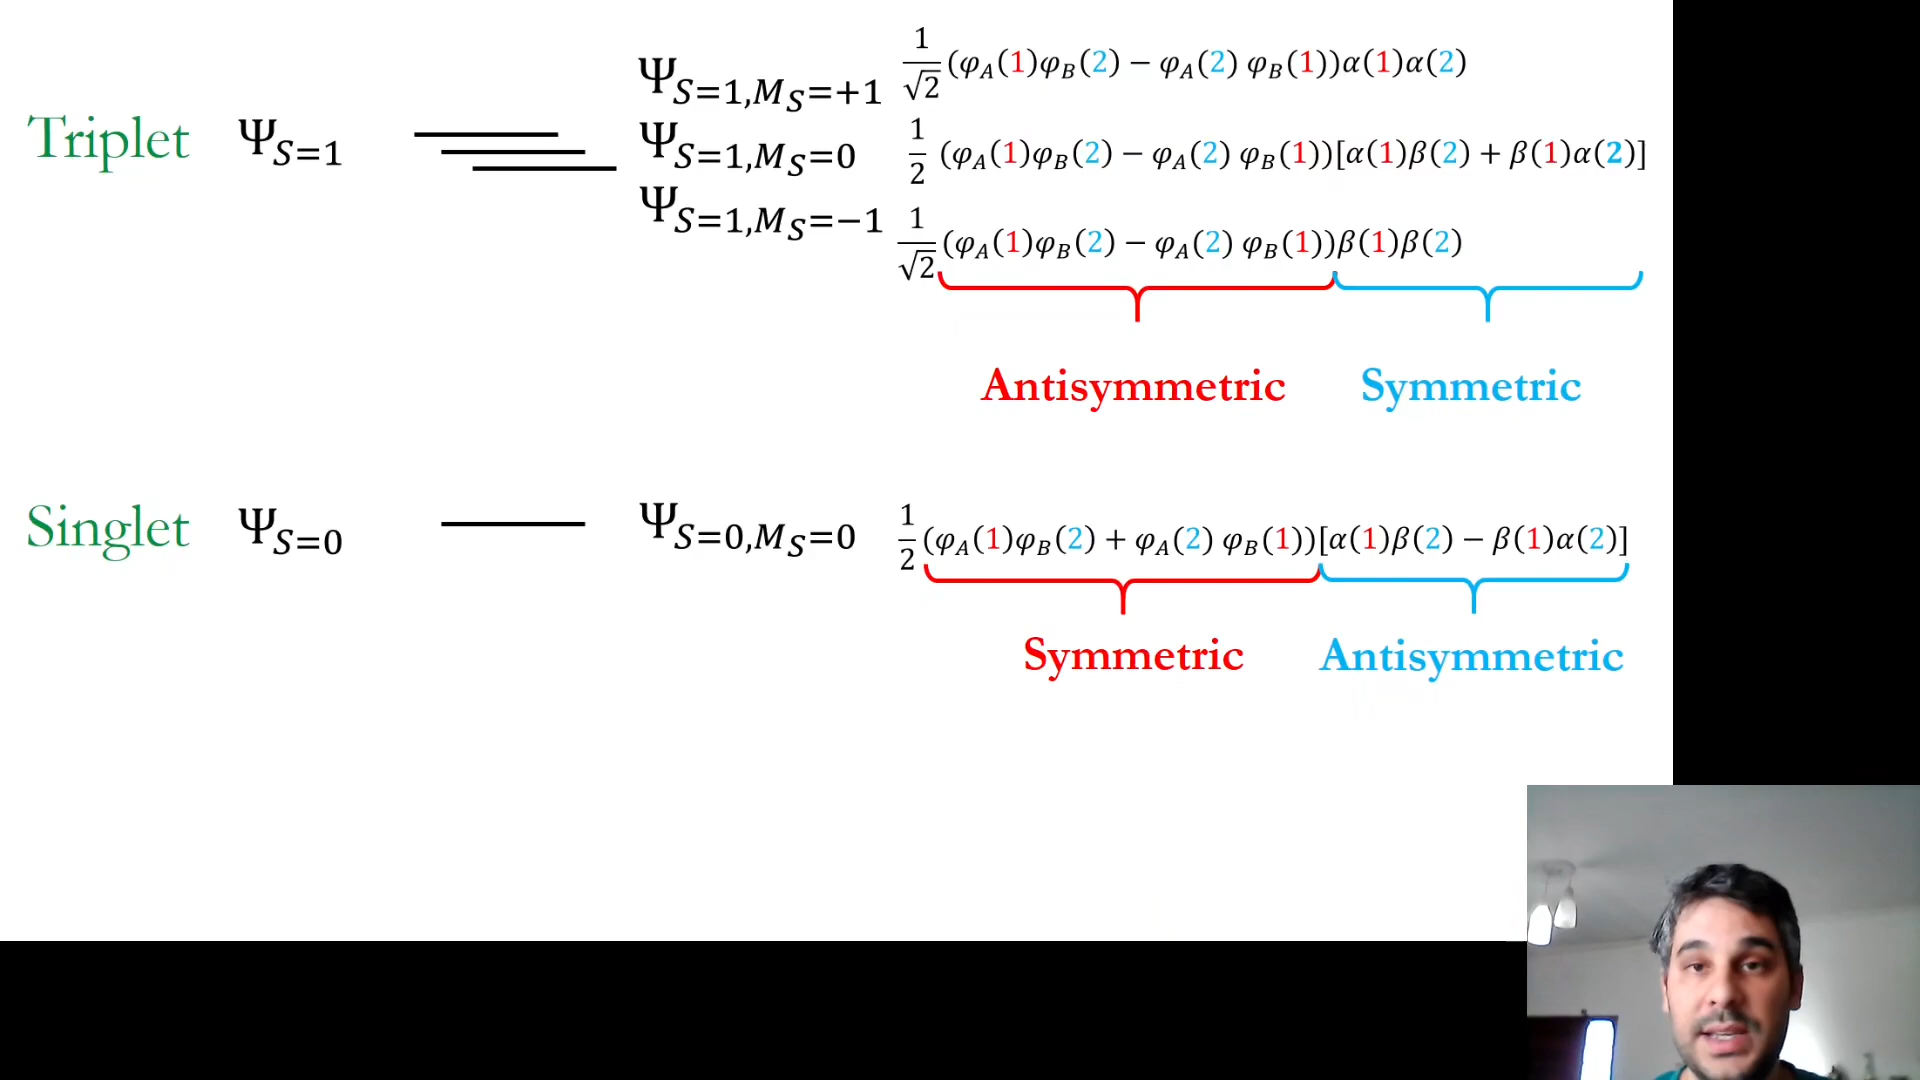 Triplet Ψ_{S=1}
Ψ_{S=1,M_S=+1} 1/√2 (φ_A(1)φ_B(2) − φ_A(2) φ_B(1))α(1)α(2)
Ψ_{S=1,M_S=0} 1/2 (φ_A(1)φ_B(2) − φ_A(2) φ_B(1))[α(1)β(2) + β(1)α(2)]
Ψ_{S=1,M_S=−1} 1/√2 (φ_A(1)φ_B(2) − φ_A(2) φ_B(1))β(1)β(2)
Antisymmetric Symmetric
Singlet Ψ_{S=0} Ψ_{S=0,M_S=0} 1/2 (φ_A(1)φ_B(2) + φ_A(2) φ_B(1))[α(1)β(2) − β(1)α(2)]
Symmetric Antisymmetric